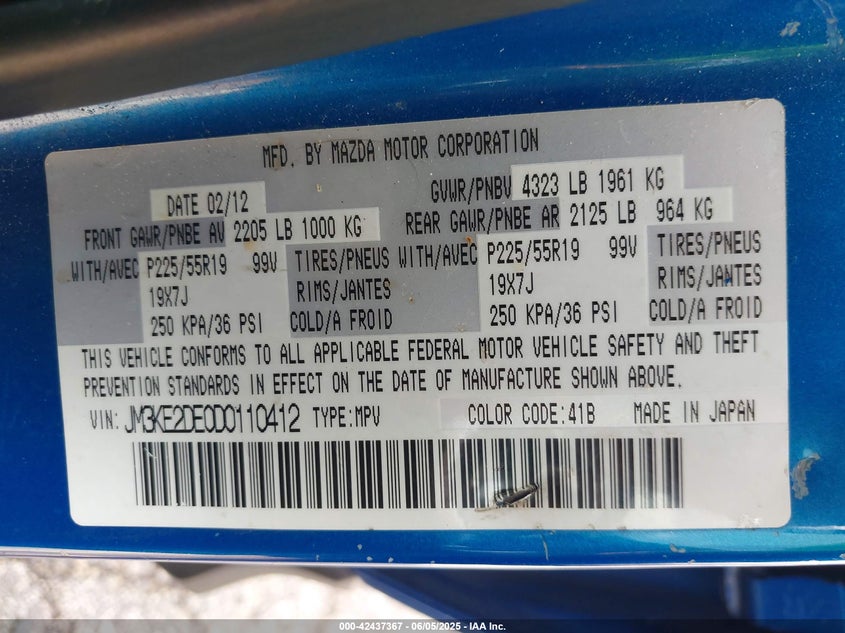 MFD. BY MAZDA MOTOR CORPORATION
DATE 02/12 GVWR/PNBV 4323 LB 1961 KG
FRONT GAWR/PNBE AV 2205 LB 1000 KG REAR GAWR/PNBE AR 2125 LB 964 KG
WITH/AVEC P225/55R19 99V TIRES/PNEUS WITH/AVEC P225/55R19 99V TIRES/PNEUS
19X7J RIMS/JANTES 19X7J RIMS/JANTES
250 KPA/36 PSI COLD/A FROID 250 KPA/36 PSI COLD/A FROID
THIS VEHICLE CONFORMS TO ALL APPLICABLE FEDERAL MOTOR VEHICLE SAFETY AND THEFT
PREVENTION STANDARDS IN EFFECT ON THE DATE OF MANUFACTURE SHOWN ABOVE.
VIN: JM3KE2DE0D0110412 TYPE:MPV COLOR CODE:41B MADE IN JAPAN
000-42437367 - 06/05/2025 - IAA Inc.